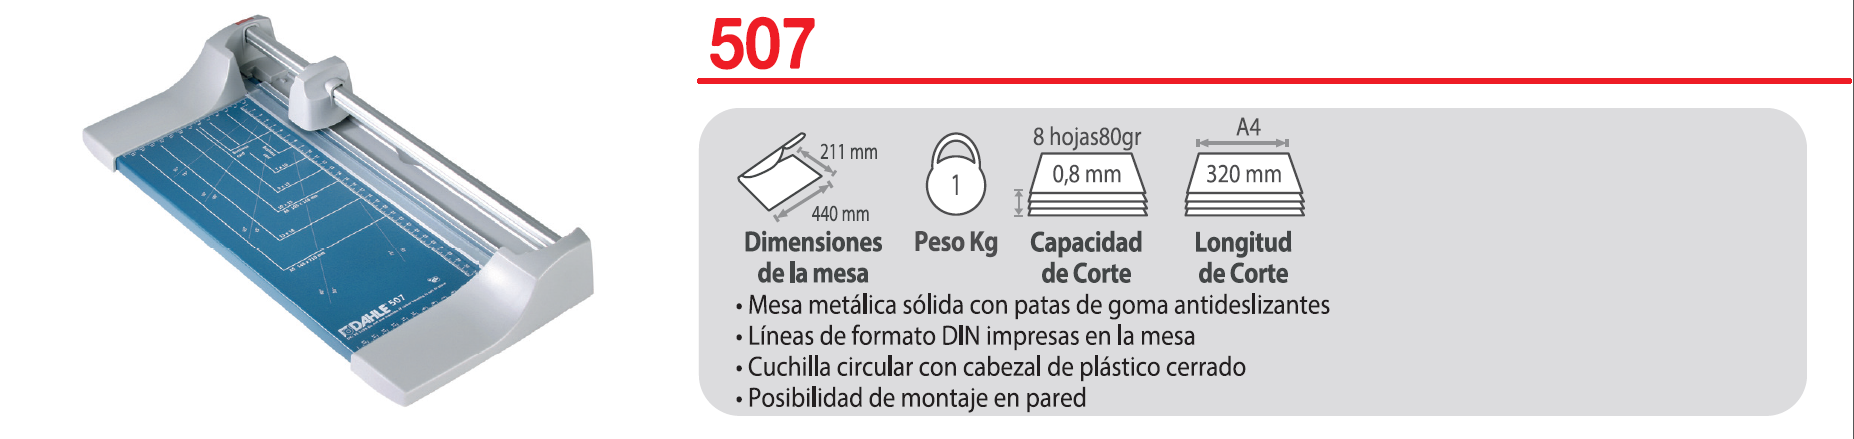 507
211 mm
440 mm
Dimensiones
de la mesa
1
Peso Kg
8 hojas80gr
0,8 mm
Capacidad
de Corte
A4
320 mm
Longitud
de Corte
• Mesa metálica sólida con patas de goma antideslizantes
• Líneas de formato DIN impresas en la mesa
• Cuchilla circular con cabezal de plástico cerrado
• Posibilidad de montaje en pared
DAHLE 507